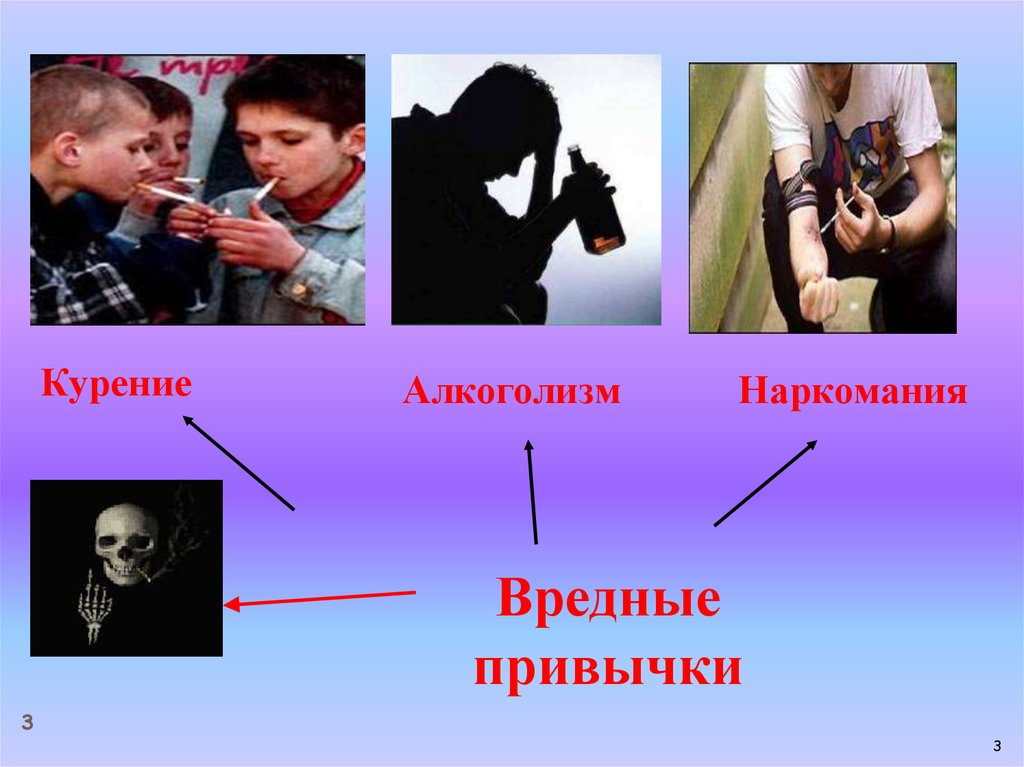 Курение
Алкоголизм
Наркомания
Вредные
привычки
3
3